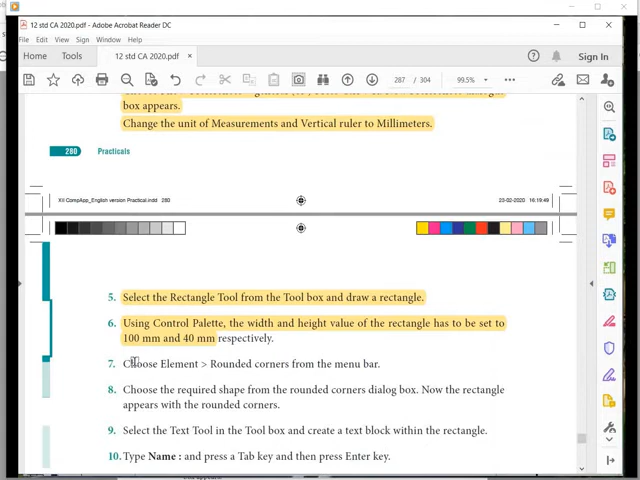 12 std CA 2020.pdf - Adobe Acrobat Reader DC
File Edit View Sign Window Help
Home Tools 12 std CA 2020.pdf × Sign In
287 / 304 99.5%
box appears.
Change the unit of Measurements and Vertical ruler to Millimeters.
280 Practicals
XII CompApp_English version Practical.indd 280 23-02-2020 16:19:49
5. Select the Rectangle Tool from the Tool box and draw a rectangle.
6. Using Control Palette, the width and height value of the rectangle has to be set to
100 mm and 40 mm respectively.
7. Choose Element > Rounded corners from the menu bar.
8. Choose the required shape from the rounded corners dialog box. Now the rectangle
appears with the rounded corners.
9. Select the Text Tool in the Tool box and create a text block within the rectangle.
10. Type Name : and press a Tab key and then press Enter key.